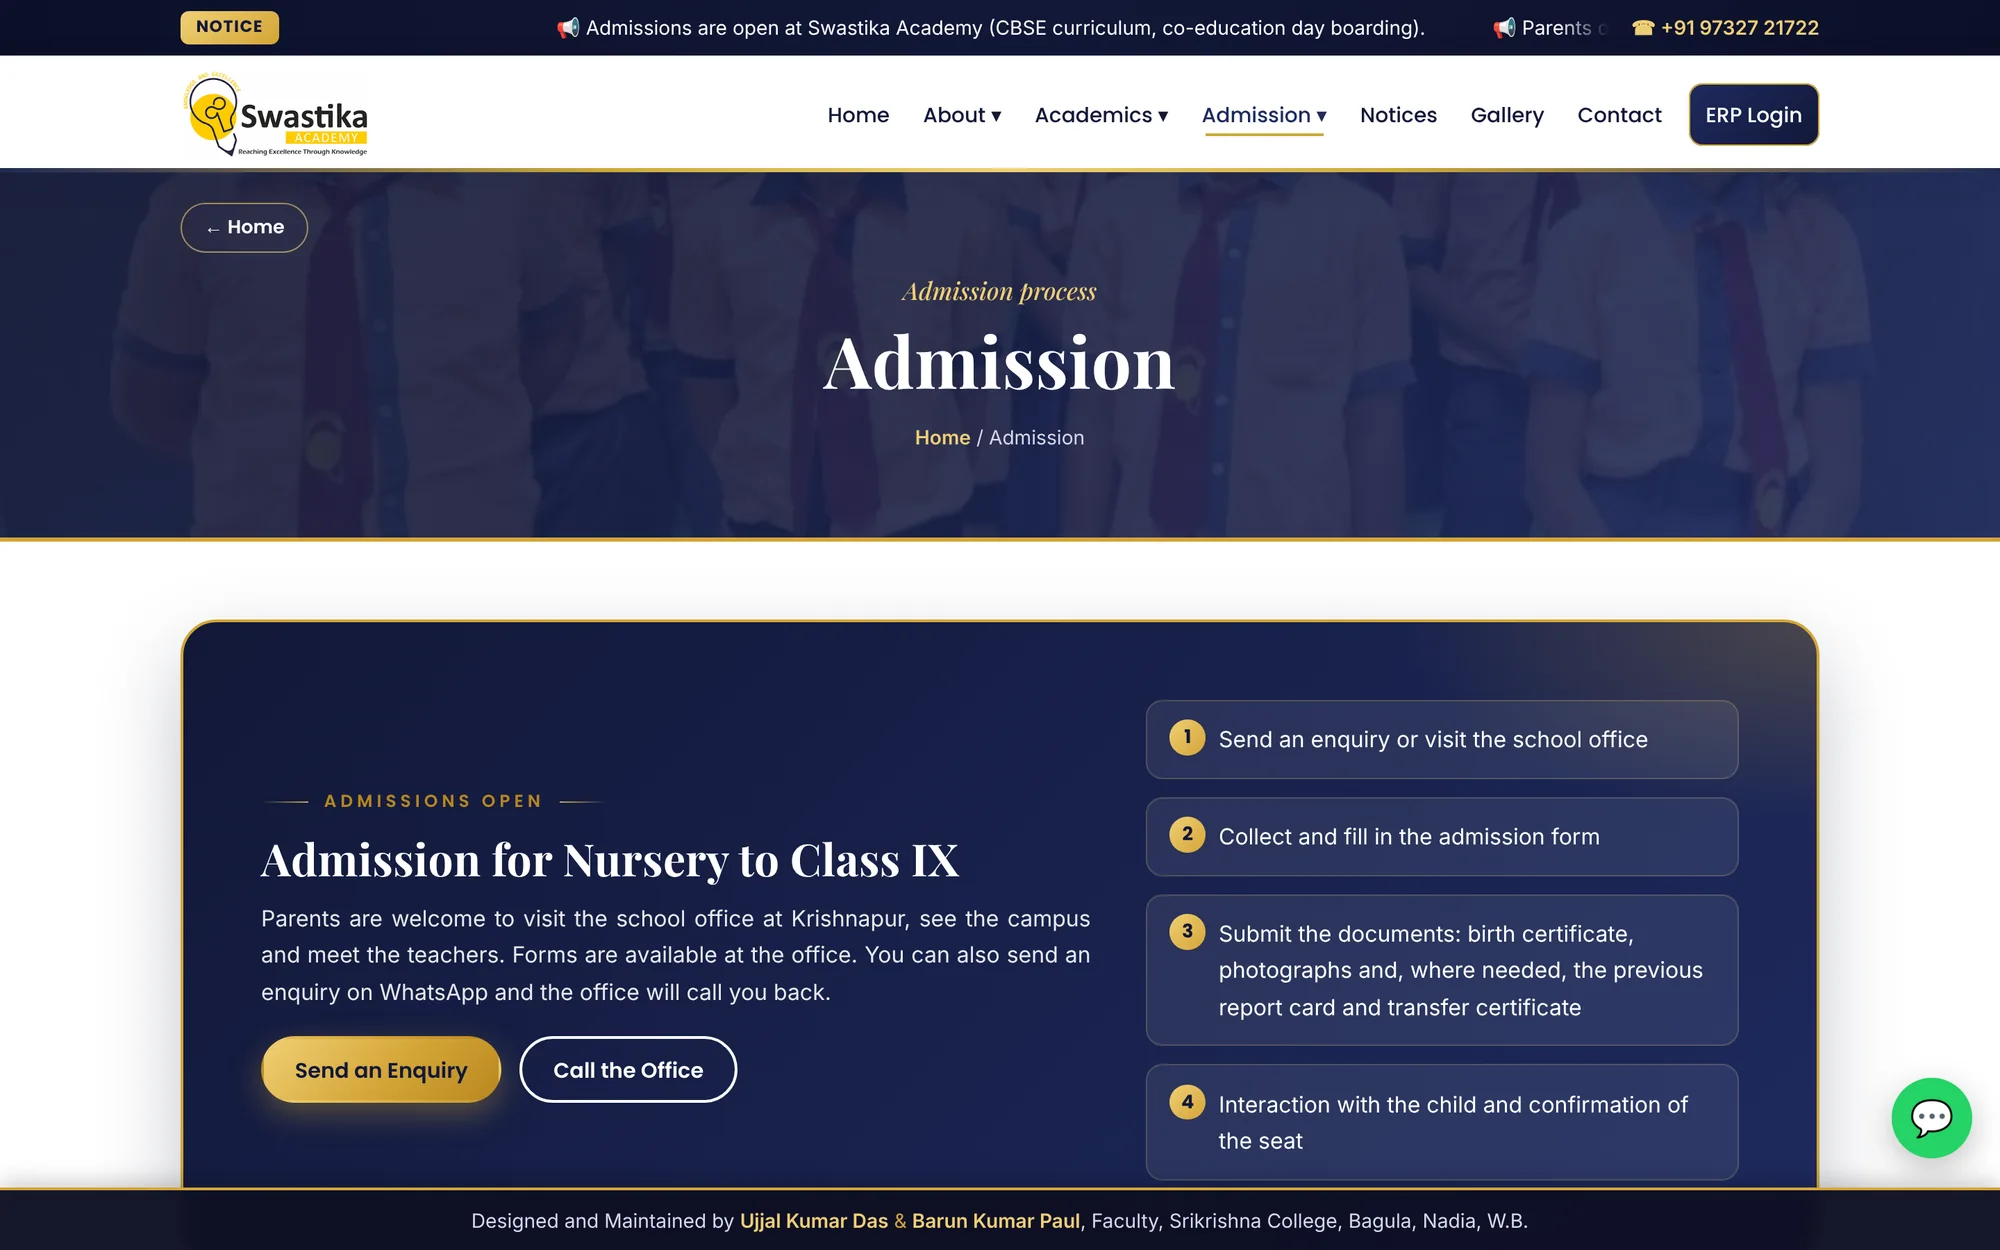 NOTICE
📢 Admissions are open at Swastika Academy (CBSE curriculum, co-education day boarding).
📢 Parents
☎ +91 97327 21722
Swastika
ACADEMY
Reaching Excellence Through Knowledge
Home
About ▾
Academics ▾
Admission ▾
Notices
Gallery
Contact
ERP Login
← Home
Admission process
Admission
Home / Admission
ADMISSIONS OPEN
Admission for Nursery to Class IX
Parents are welcome to visit the school office at Krishnapur, see the campus
and meet the teachers. Forms are available at the office. You can also send an
enquiry on WhatsApp and the office will call you back.
Send an Enquiry
Call the Office
1 Send an enquiry or visit the school office
2 Collect and fill in the admission form
3 Submit the documents: birth certificate,
photographs and, where needed, the previous
report card and transfer certificate
4 Interaction with the child and confirmation of
the seat
Designed and Maintained by Ujjal Kumar Das & Barun Kumar Paul, Faculty, Srikrishna College, Bagula, Nadia, W.B.